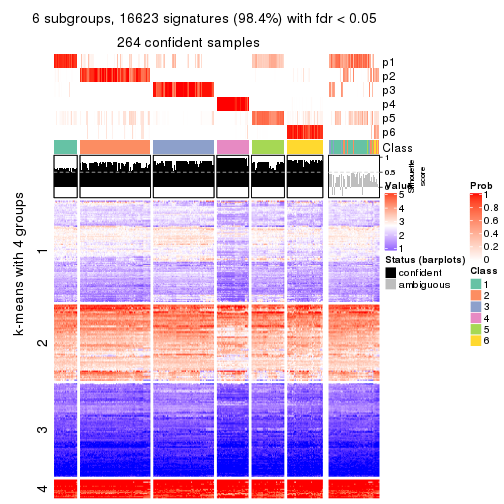 6 subgroups, 16623 signatures (98.4%) with fdr < 0.05
264 confident samples
p1
p2
p3
p4
p5
p6
Class
1
0.5
0
Silhouette
score
k-means with 4 groups
1
2
3
4
Value
5
4
3
2
1
Status (barplots)
confident
ambiguous
Prob
1
0.8
0.6
0.4
0.2
0
Class
1
2
3
4
5
6